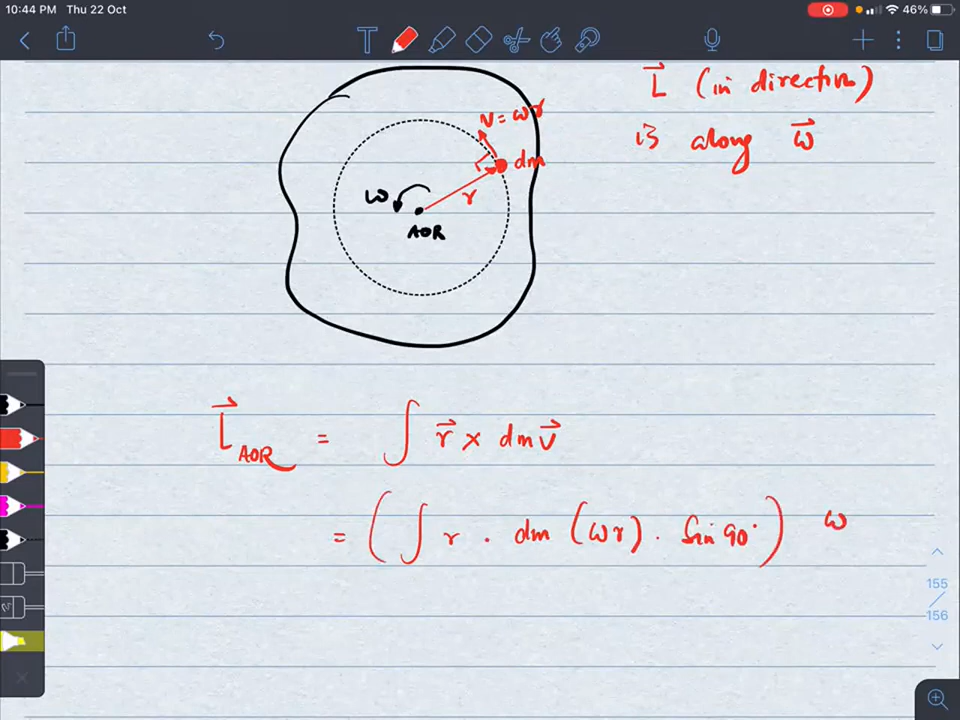 10:44 PM Thu 22 Oct 46%
L⃗ (in direction)
is along ω⃗
v = ωr
dm
r
ω
AOR
L⃗_AOR = ∫ r⃗ × dm v⃗
= (∫ r · dm (ωr) · Sin 90°) ω
155
156